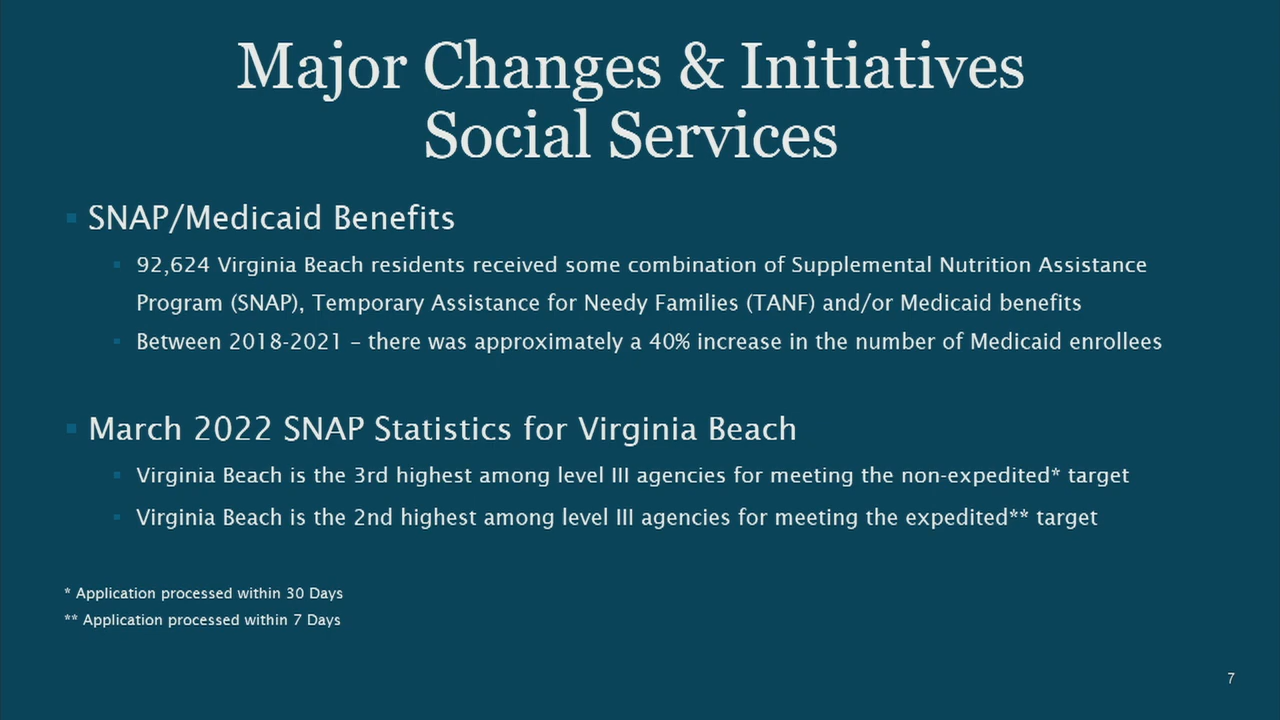 Major Changes & Initiatives
Social Services
SNAP/Medicaid Benefits
92,624 Virginia Beach residents received some combination of Supplemental Nutrition Assistance
Program (SNAP), Temporary Assistance for Needy Families (TANF) and/or Medicaid benefits
Between 2018-2021 – there was approximately a 40% increase in the number of Medicaid enrollees
March 2022 SNAP Statistics for Virginia Beach
Virginia Beach is the 3rd highest among level III agencies for meeting the non-expedited* target
Virginia Beach is the 2nd highest among level III agencies for meeting the expedited** target
* Application processed within 30 Days
** Application processed within 7 Days
7